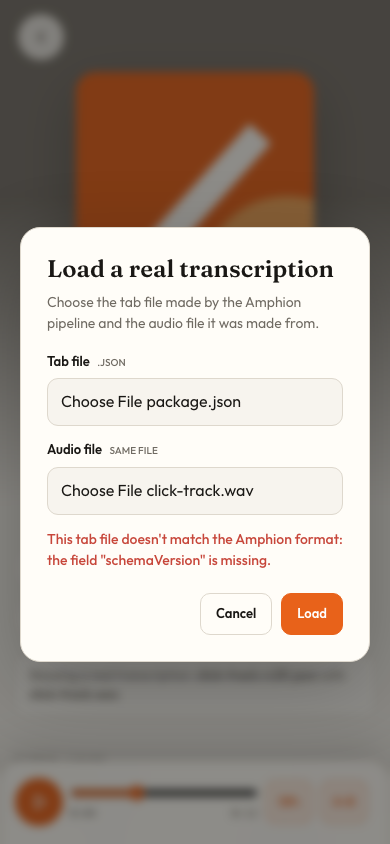 Load a real transcription
Choose the tab file made by the Amphion
pipeline and the audio file it was made from.
Tab file .JSON
Choose File package.json
Audio file SAME FILE
Choose File click-track.wav
This tab file doesn't match the Amphion format:
the field "schemaVersion" is missing.
Cancel Load